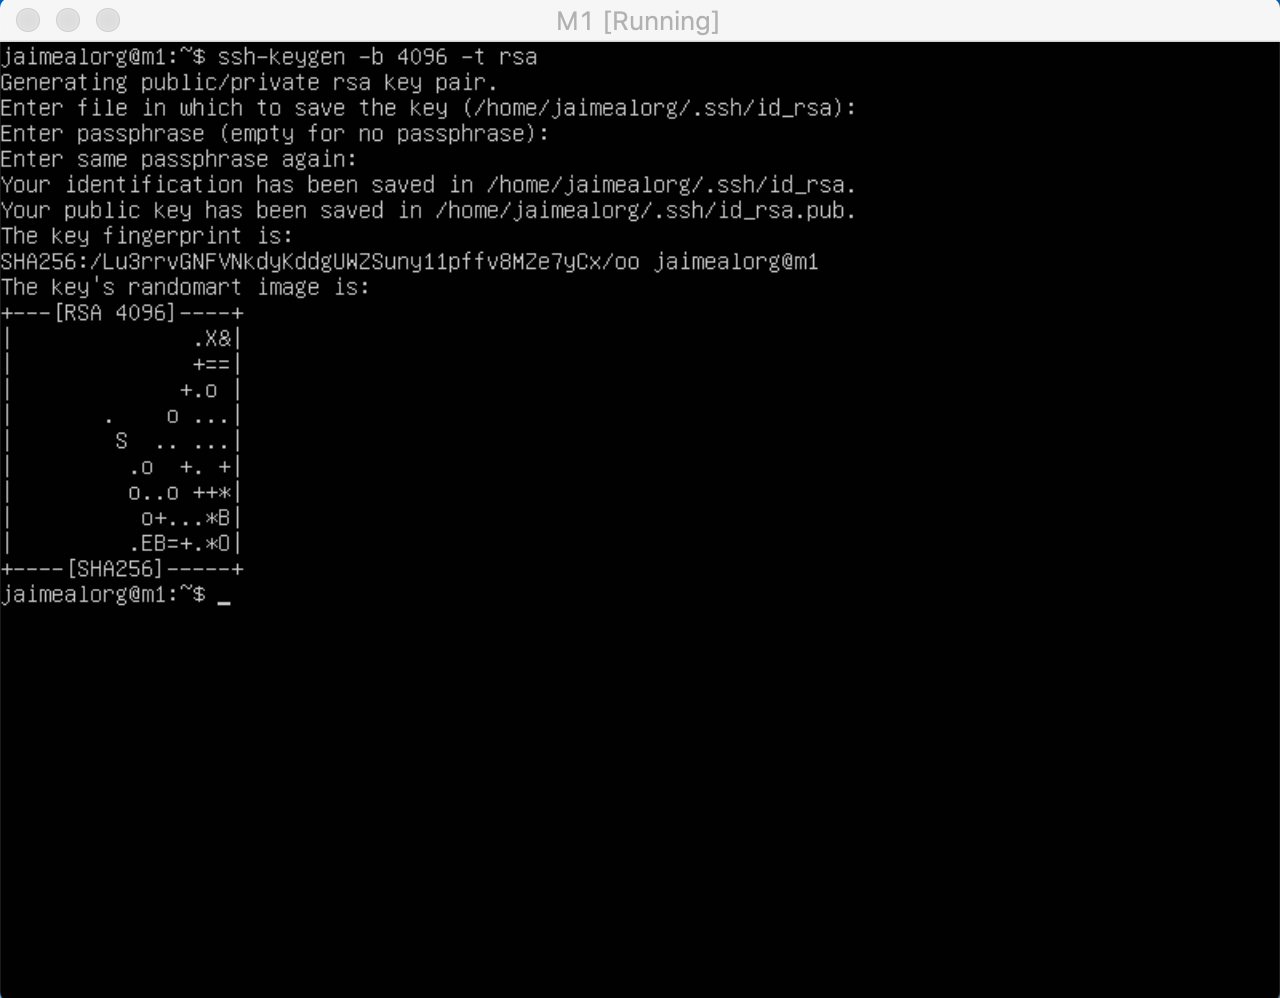 M1 [Running]
jaimealorg@m1:~$ ssh-keygen -b 4096 -t rsa
Generating public/private rsa key pair.
Enter file in which to save the key (/home/jaimealorg/.ssh/id_rsa):
Enter passphrase (empty for no passphrase):
Enter same passphrase again:
Your identification has been saved in /home/jaimealorg/.ssh/id_rsa.
Your public key has been saved in /home/jaimealorg/.ssh/id_rsa.pub.
The key fingerprint is:
SHA256:/Lu3rrvGNFVNkdyKddgUWZSuny11pffv8MZe7yCx/oo jaimealorg@m1
The key's randomart image is:
+---[RSA 4096]----+
|              .X&|
|              +==|
|             +.o |
|       .    o ...|
|        S  .. ...|
|         .o  +. +|
|         o..o ++*|
|          o+...*B|
|         .EB=+.*O|
+----[SHA256]-----+
jaimealorg@m1:~$ _